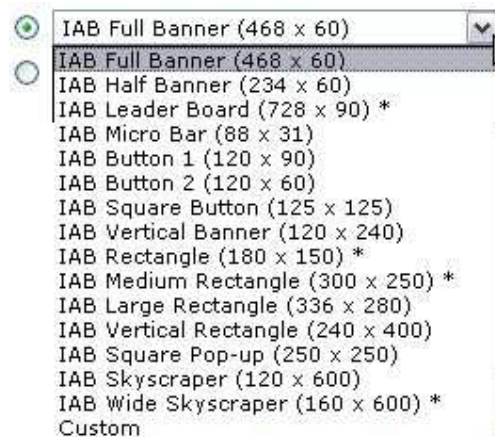 IAB Full Banner (468 x 60)
IAB Full Banner (468 x 60)
IAB Half Banner (234 x 60)
IAB Leader Board (728 x 90) *
IAB Micro Bar (88 x 31)
IAB Button 1 (120 x 90)
IAB Button 2 (120 x 60)
IAB Square Button (125 x 125)
IAB Vertical Banner (120 x 240)
IAB Rectangle (180 x 150) *
IAB Medium Rectangle (300 x 250) *
IAB Large Rectangle (336 x 280)
IAB Vertical Rectangle (240 x 400)
IAB Square Pop-up (250 x 250)
IAB Skyscraper (120 x 600)
IAB Wide Skyscraper (160 x 600) *
Custom